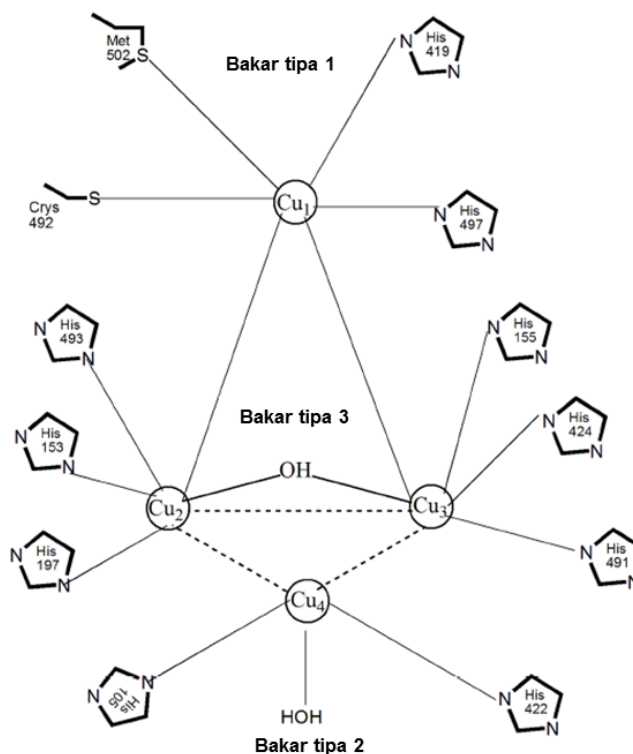 Met
502
S
Bakar tipa 1
N
His
419
N
Crys
492
S
Cu1
N
His
497
N
N
His
493
N
N
His
155
N
N
His
153
N
Bakar tipa 3
N
His
424
N
OH
Cu2
Cu3
N
His
197
N
N
His
491
N
Cu4
N
His
105
N
HOH
N
His
422
N
Bakar tipa 2